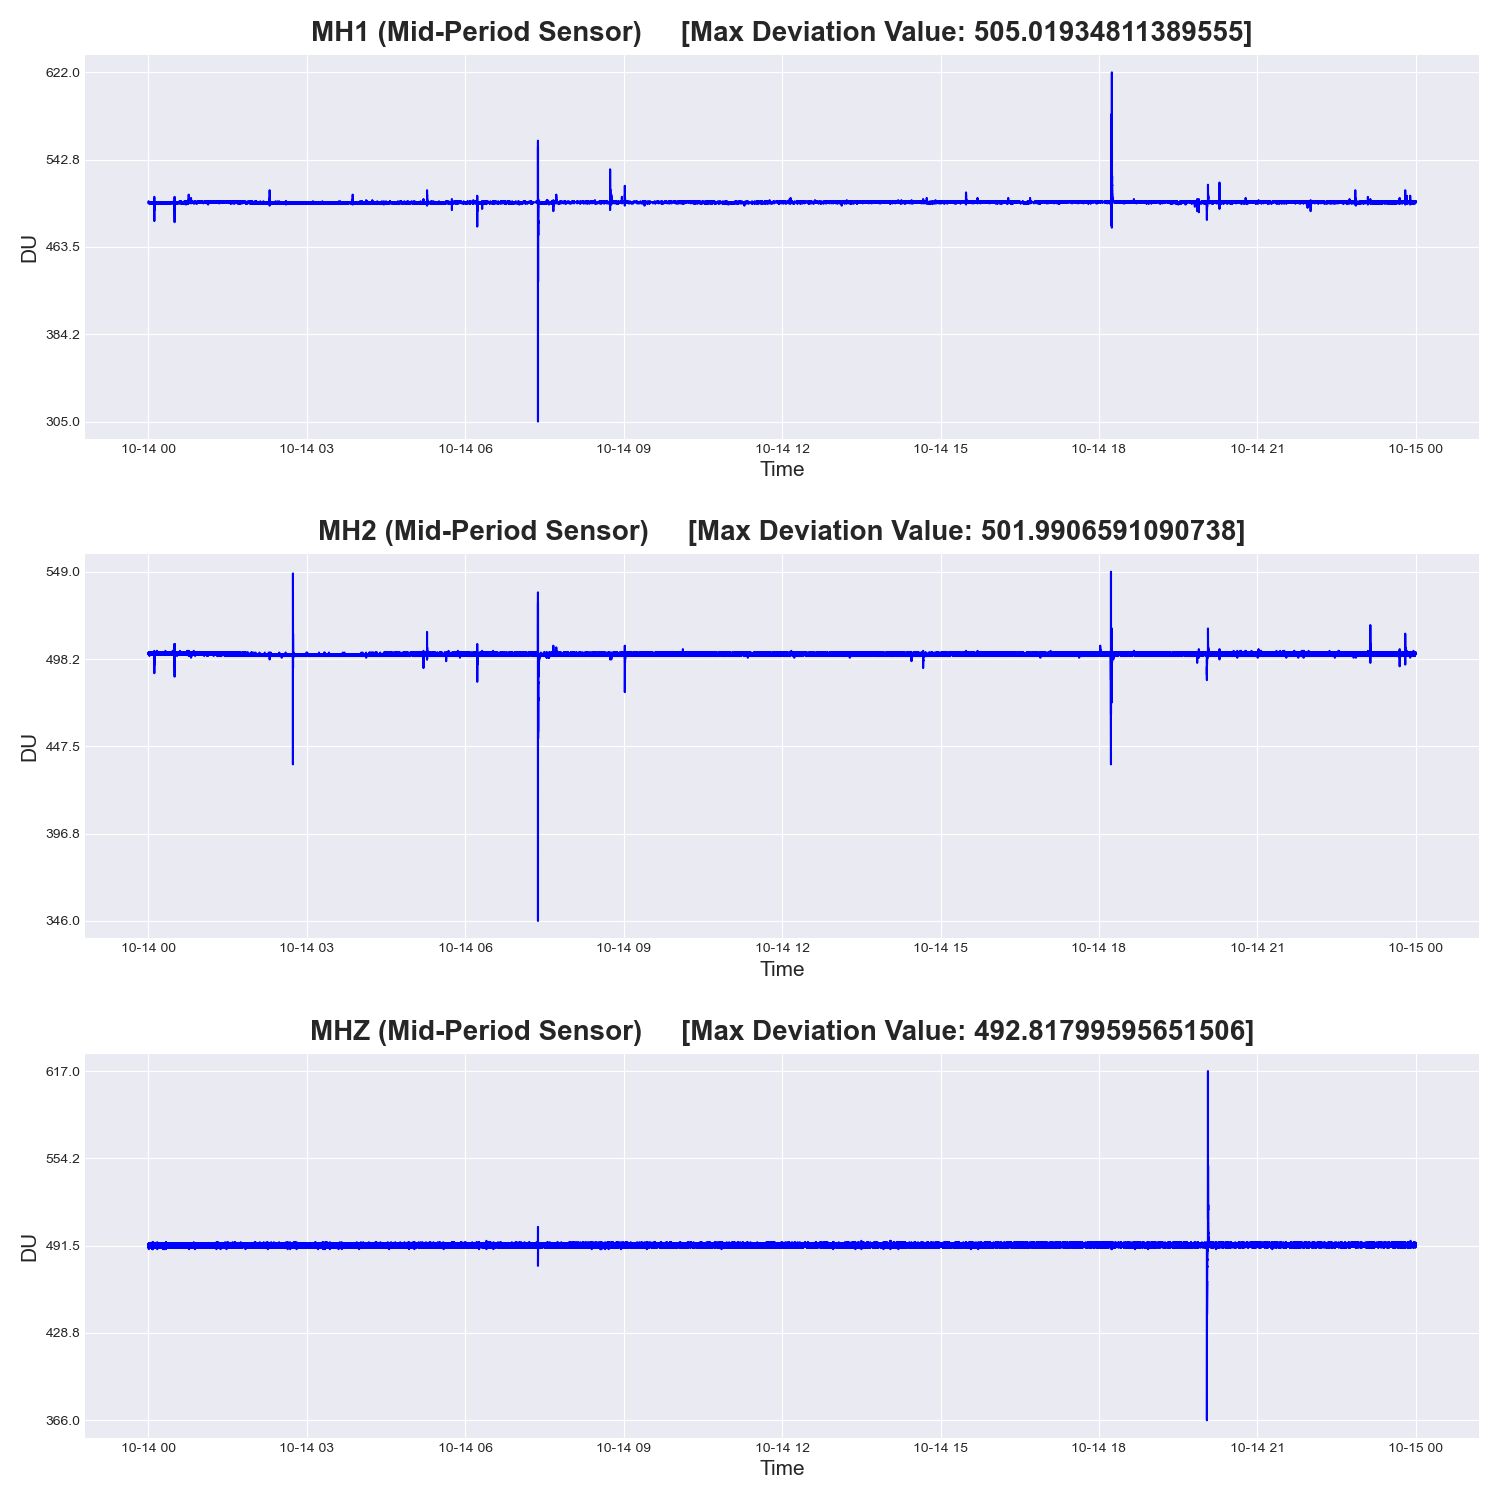 MH1 (Mid-Period Sensor) [Max Deviation Value: 505.01934811389555]
622.0
542.8
463.5
384.2
305.0
DU
10-14 00 10-14 03 10-14 06 10-14 09 10-14 12 10-14 15 10-14 18 10-14 21 10-15 00
Time
MH2 (Mid-Period Sensor) [Max Deviation Value: 501.9906591090738]
549.0
498.2
447.5
396.8
346.0
DU
10-14 00 10-14 03 10-14 06 10-14 09 10-14 12 10-14 15 10-14 18 10-14 21 10-15 00
Time
MHZ (Mid-Period Sensor) [Max Deviation Value: 492.81799595651506]
617.0
554.2
491.5
428.8
366.0
DU
10-14 00 10-14 03 10-14 06 10-14 09 10-14 12 10-14 15 10-14 18 10-14 21 10-15 00
Time